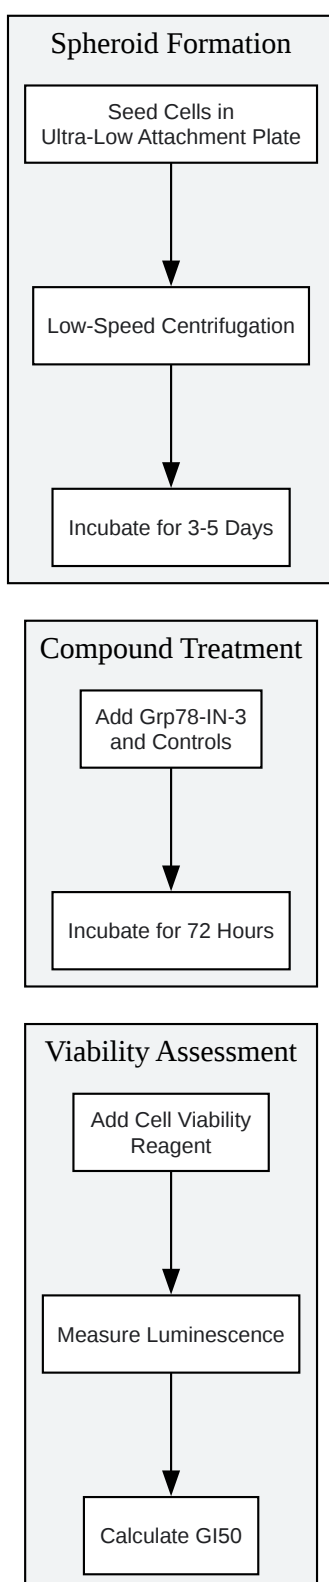 Spheroid Formation
Seed Cells in
Ultra-Low Attachment Plate
Low-Speed Centrifugation
Incubate for 3-5 Days
Compound Treatment
Add Grp78-IN-3
and Controls
Incubate for 72 Hours
Viability Assessment
Add Cell Viability
Reagent
Measure Luminescence
Calculate GI50